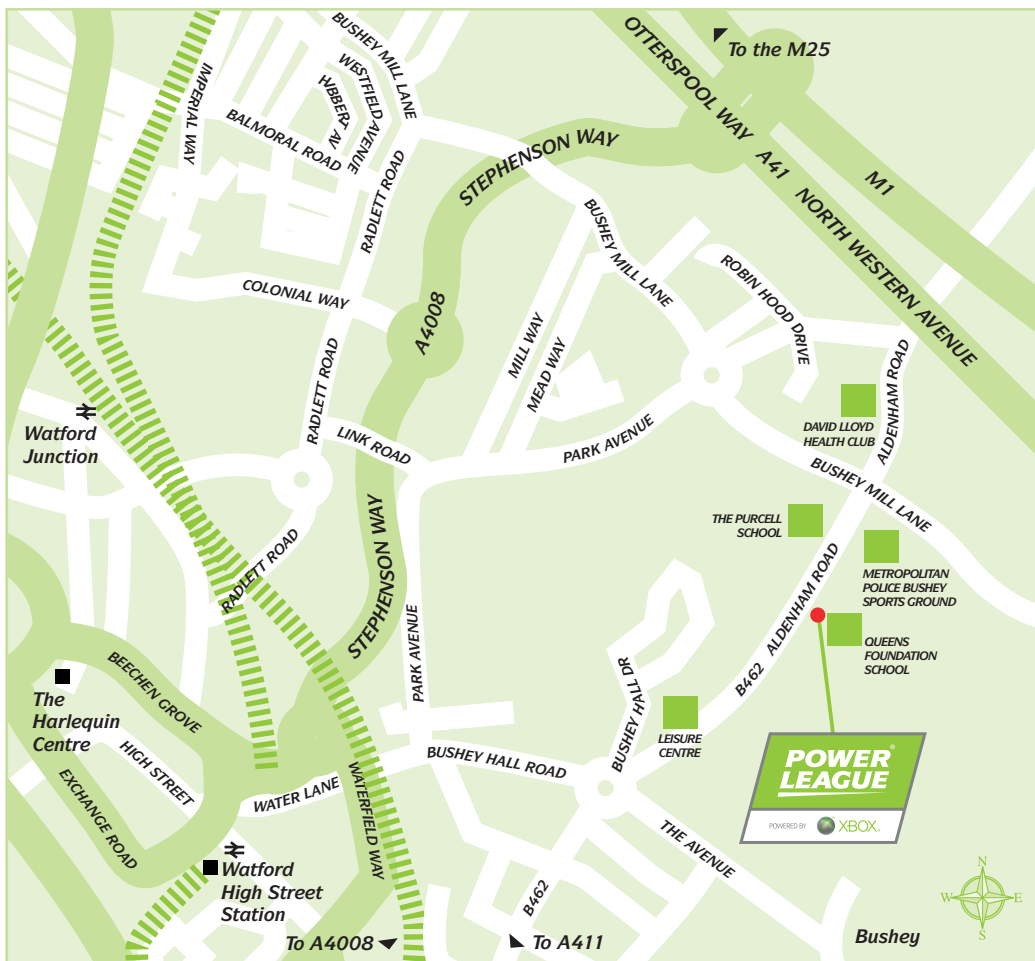 BUSHEY MILL LANE
WESTFIELD AVENUE
HIBBERT AV
IMPERIAL WAY
BALMORAL ROAD
RADLETT ROAD
To the M25
OTTERSPOOL WAY A41 NORTH WESTERN AVENUE
M1
STEPHENSON WAY
BUSHEY MILL LANE
ROBIN HOOD DRIVE
COLONIAL WAY
A4008
MILL WAY
MEAD WAY
RADLETT ROAD
LINK ROAD
PARK AVENUE
ALDENHAM ROAD
DAVID LLOYD
HEALTH CLUB
Watford
Junction
BUSHEY MILL LANE
THE PURCELL
SCHOOL
METROPOLITAN
POLICE BUSHEY
SPORTS GROUND
RADLETT ROAD
STEPHENSON WAY
PARK AVENUE
B462 ALDENHAM ROAD
QUEENS
FOUNDATION
SCHOOL
BEECHEN GROVE
The
Harlequin
Centre
HIGH STREET
EXCHANGE ROAD
WATER LANE
WATERFIELD WAY
BUSHEY HALL ROAD
BUSHEY HALL DR
LEISURE
CENTRE
POWER®
LEAGUE
POWERED BY XBOX®
THE AVENUE
B462
Watford
High Street
Station
To A4008
To A411
Bushey
N
W E
S